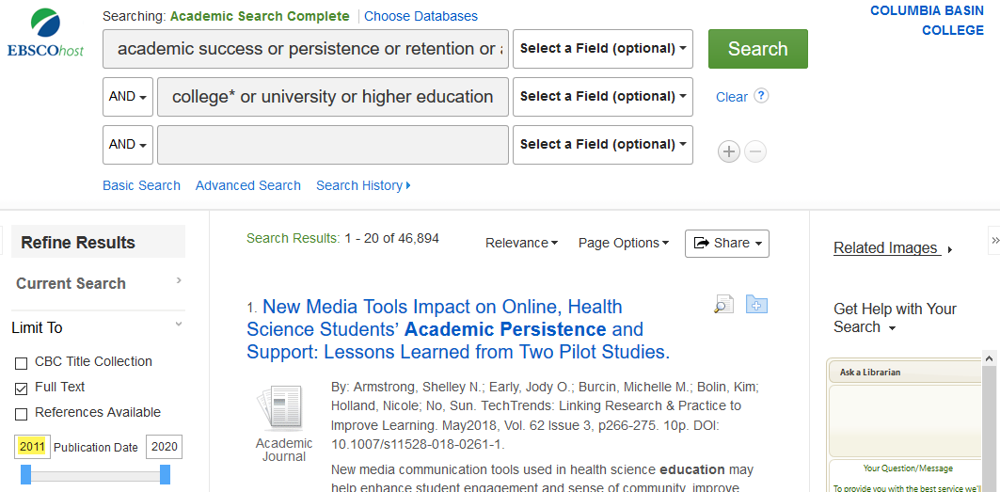 Searching: Academic Search Complete | Choose Databases
COLUMBIA BASIN
COLLEGE
EBSCOhost
academic success or persistence or retention or
Select a Field (optional)
Search
AND
college* or university or higher education
Select a Field (optional)
Clear ?
AND
Select a Field (optional)
Basic Search Advanced Search Search History
Refine Results
Current Search
Limit To
CBC Title Collection
Full Text
References Available
2011 Publication Date 2020
Search Results: 1 - 20 of 46,894
Relevance Page Options Share
1. New Media Tools Impact on Online, Health
Science Students’ Academic Persistence and
Support: Lessons Learned from Two Pilot Studies.
Academic
Journal
By: Armstrong, Shelley N.; Early, Jody O.; Burcin, Michelle M.; Bolin, Kim;
Holland, Nicole; No, Sun. TechTrends: Linking Research & Practice to
Improve Learning. May2018, Vol. 62 Issue 3, p266-275. 10p. DOI:
10.1007/s11528-018-0261-1.
New media communication tools used in health science education may
help enhance student engagement and sense of community, improve
Related Images
Get Help with Your
Search
Ask a Librarian
Your Question/Message
To provide you with the best service we